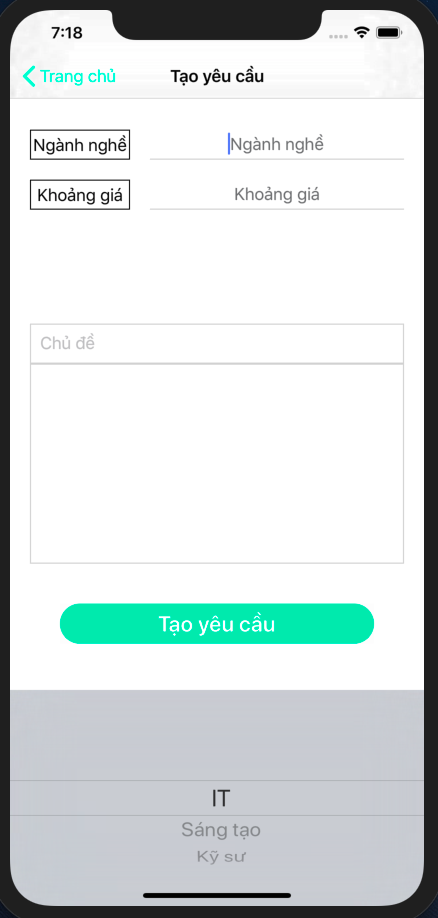 7:18
Trang chủ Tạo yêu cầu
Ngành nghề Ngành nghề
Khoảng giá Khoảng giá
Chủ đề
Tạo yêu cầu
IT
Sáng tạo
Kỹ sư